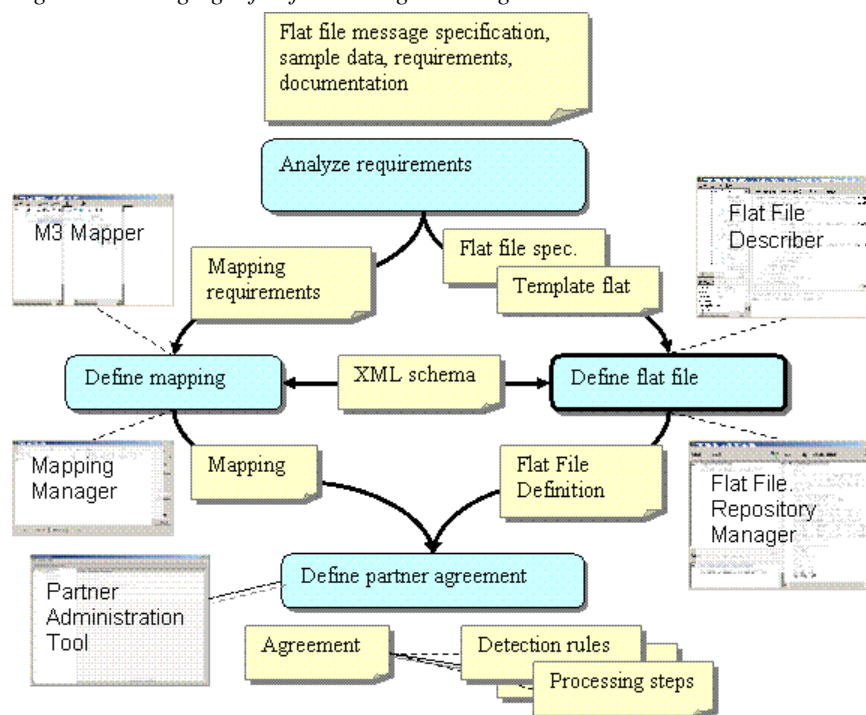 Flat file message specification,
sample data, requirements,
documentation
Analyze requirements
M3 Mapper
Mapping
requirements
Flat file spec.
Template flat
Flat File
Describer
Define mapping
XML schema
Define flat file
Mapping
Manager
Mapping
Flat File
Definition
Flat File.
Repository
Manager
Partner
Administration
Tool
Define partner agreement
Agreement
Detection rules
Processing steps